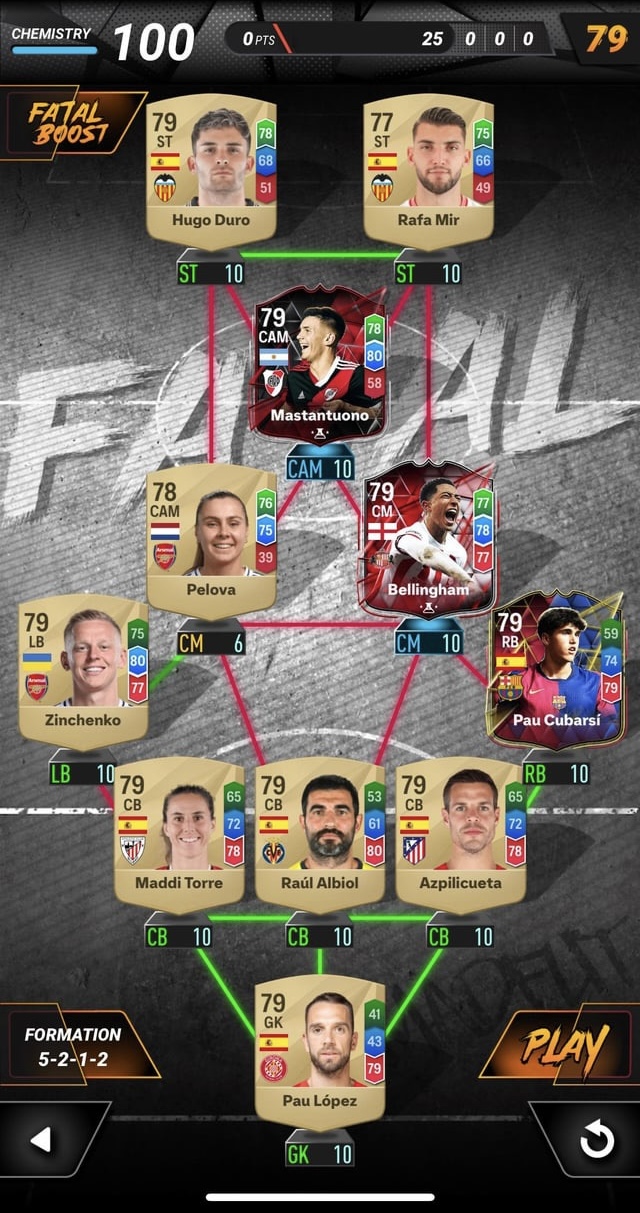 CHEMISTRY 100 0 PTS 25 0 0 0 79
FATAL
BOOST
79
ST
78
68
51
Hugo Duro
ST 10
77
ST
75
66
49
Rafa Mir
ST 10
FATAL
79
CAM
78
80
58
Mastantuono
CAM 10
78
CAM
76
75
39
Arsenal
Pelova
CM 6
79
CM
77
78
77
Bellingham
CM 10
79
LB
75
80
77
Arsenal
Zinchenko
LB 10
79
RB
59
74
79
Pau Cubarsí
RB 10
79
CB
65
72
78
Maddi Torre
CB 10
79
CB
53
61
80
Raúl Albiol
CB 10
79
CB
65
72
78
Azpilicueta
CB 10
MADFUT
79
GK
41
43
79
Pau López
GK 10
FORMATION
5-2-1-2
PLAY